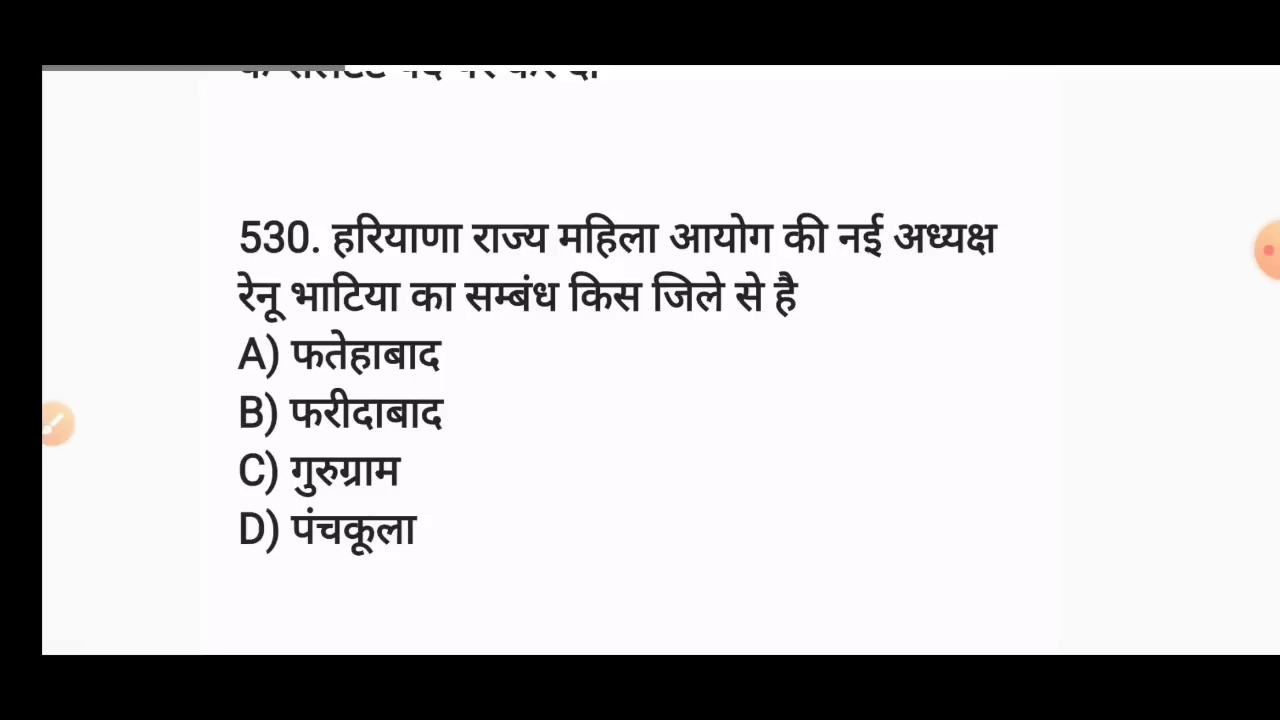 530. हरियाणा राज्य महिला आयोग की नई अध्यक्ष
रेनू भाटिया का सम्बंध किस जिले से है
A) फतेहाबाद
B) फरीदाबाद
C) गुरुग्राम
D) पंचकूला